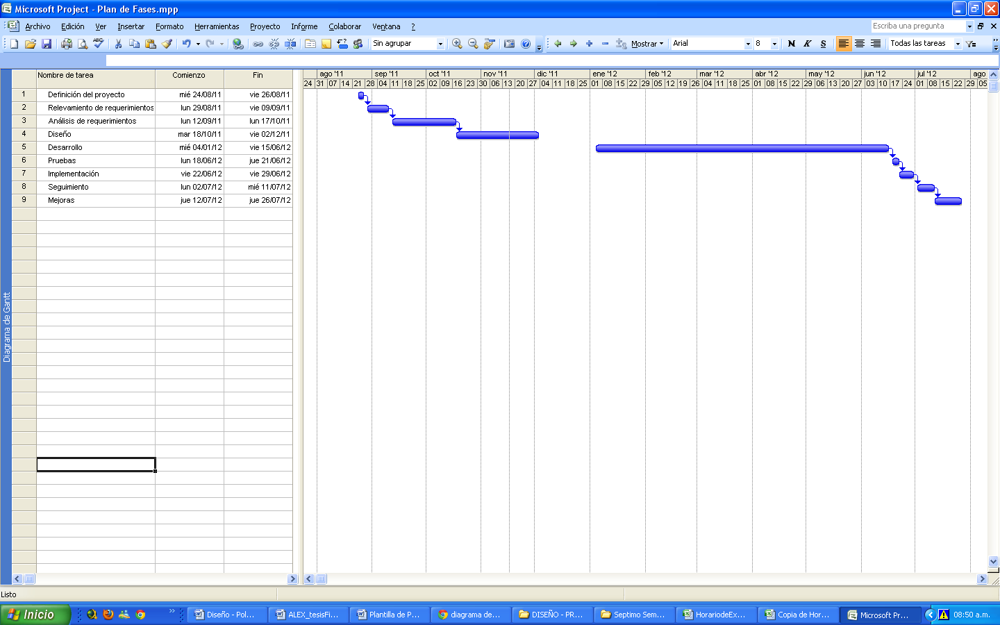 Microsoft Project - Plan de Fases.mpp
Archivo Edición Ver Insertar Formato Herramientas Proyecto Informe Colaborar Ventana ? Escriba una pregunta
Sin agrupar Mostrar Arial 8 N K S Todas las tareas
Nombre de tarea Comienzo Fin
ago '11 sep '11 oct '11 nov '11 dic '11 ene '12 feb '12 mar '12 abr '12 may '12 jun '12 jul '12 ago
24 31 07 14 21 28 04 11 18 25 02 09 16 23 30 06 13 20 27 04 11 18 25 01 08 15 22 29 05 12 19 26 04 11 18 25 01 08 15 22 29 06 13 20 27 03 10 17 24 01 08 15 22 29 05
1 Definición del proyecto mié 24/08/11 vie 26/08/11
2 Relevamiento de requerimientos lun 29/08/11 vie 09/09/11
3 Análisis de requerimientos lun 12/09/11 lun 17/10/11
4 Diseño mar 18/10/11 vie 02/12/11
5 Desarrollo mié 04/01/12 vie 15/06/12
6 Pruebas lun 18/06/12 jue 21/06/12
7 Implementación vie 22/06/12 vie 29/06/12
8 Seguimiento lun 02/07/12 mié 11/07/12
9 Mejoras jue 12/07/12 jue 26/07/12
Diagrama de Gantt
Listo
Inicio Diseño - Pol... ALEX_tesisFi... Plantilla de P... diagrama de... DISEÑO - PR... Septimo Sem... HorariodeEx... Copia de Hor... Microsoft Pr... 08:50 a.m.